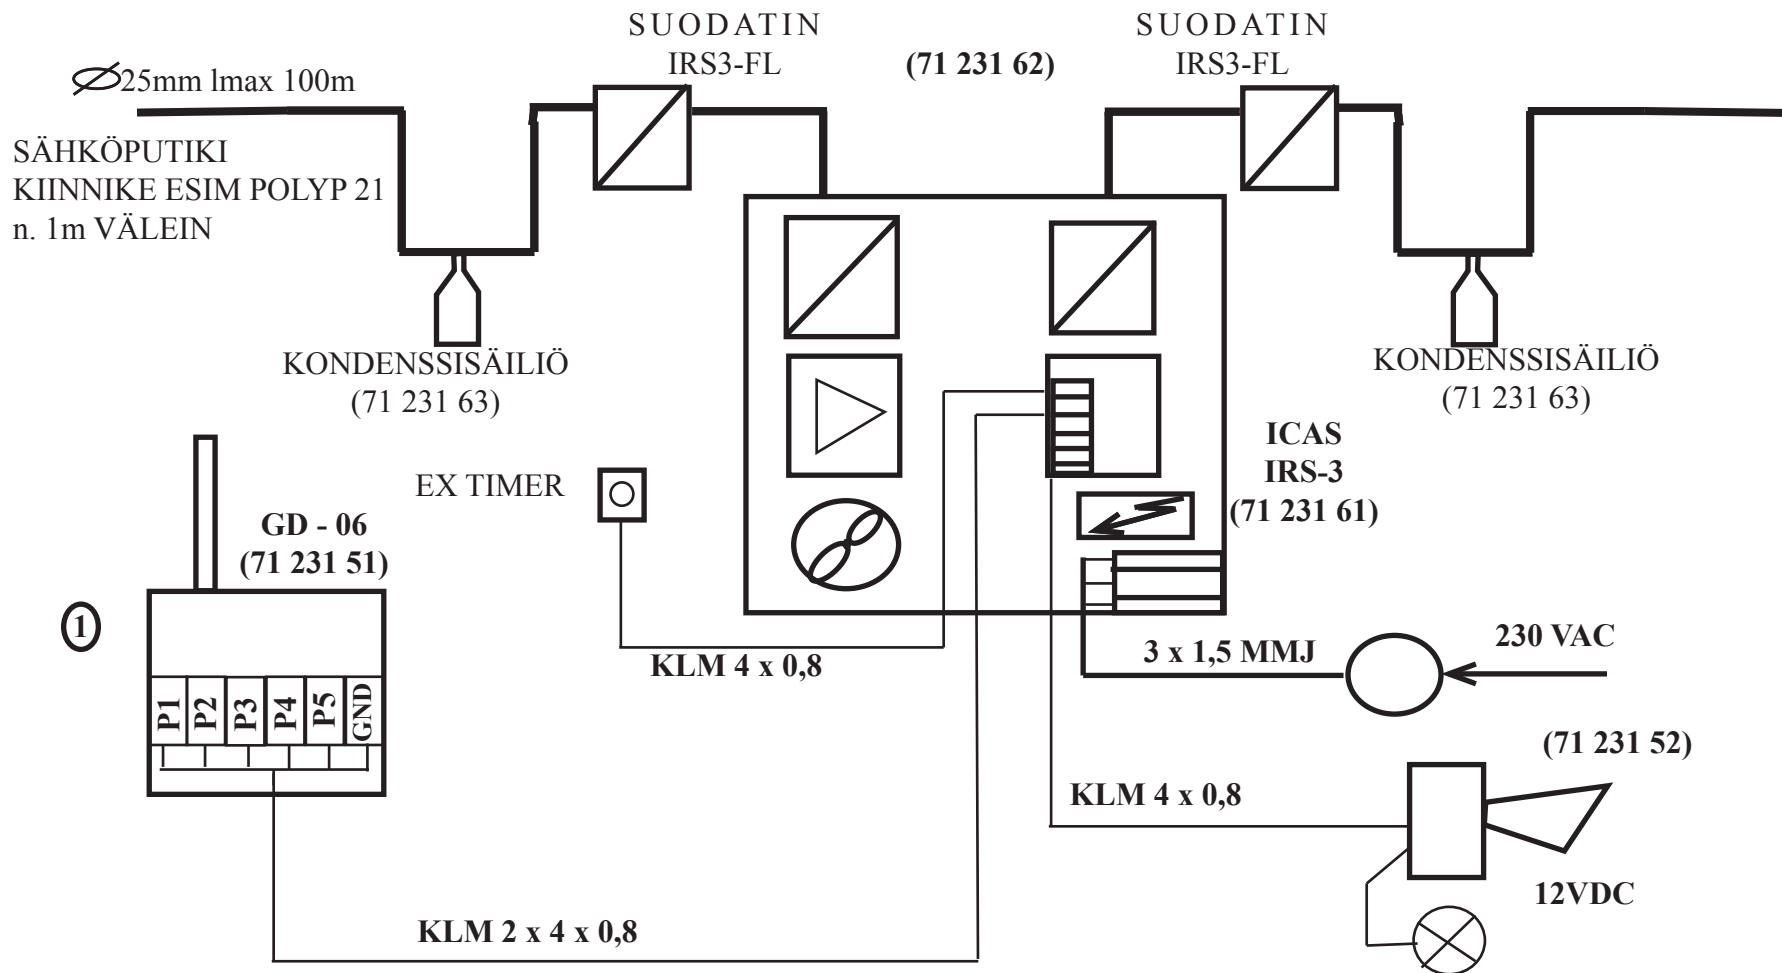 SUODATIN
IRS3-FL
(71 231 62)
SUODATIN
IRS3-FL
25mm lmax 100m
SÄHKÖPUTIKI
KIINNIKE ESIM POLYP 21
n. 1m VÄLEIN
KONDENSSISÄILIÖ
(71 231 63)
KONDENSSISÄILIÖ
(71 231 63)
ICAS
IRS-3
(71 231 61)
EX TIMER
GD - 06
(71 231 51)
1
P1
P2
P3
P4
P5
GND
KLM 4 x 0,8
3 x 1,5 MMJ
230 VAC
(71 231 52)
KLM 4 x 0,8
12VDC
KLM 2 x 4 x 0,8